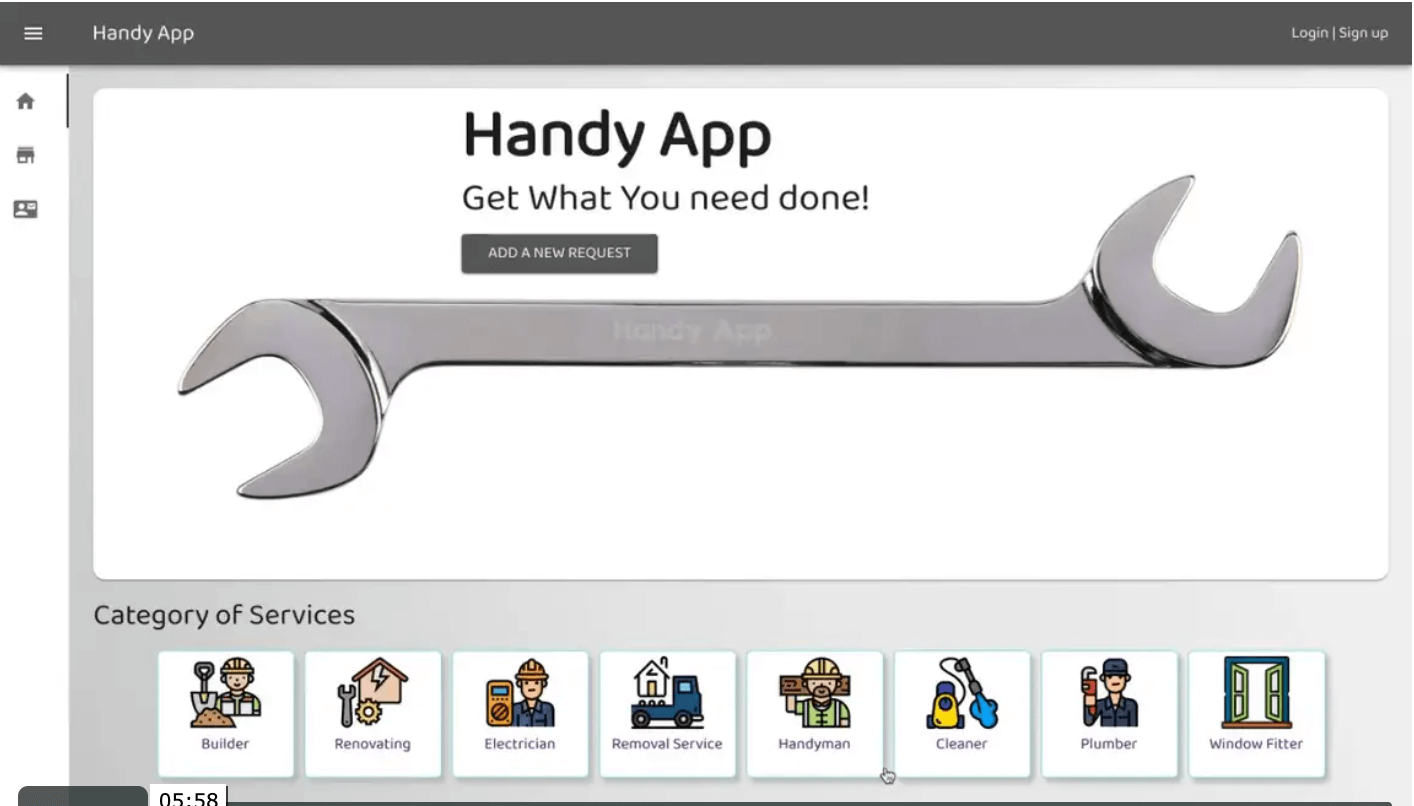 Handy App
Login | Sign up
Handy App
Get What You need done!
ADD A NEW REQUEST
Handy App
Category of Services
Builder
Renovating
Electrician
Removal Service
Handyman
Cleaner
Plumber
Window Fitter
05:58